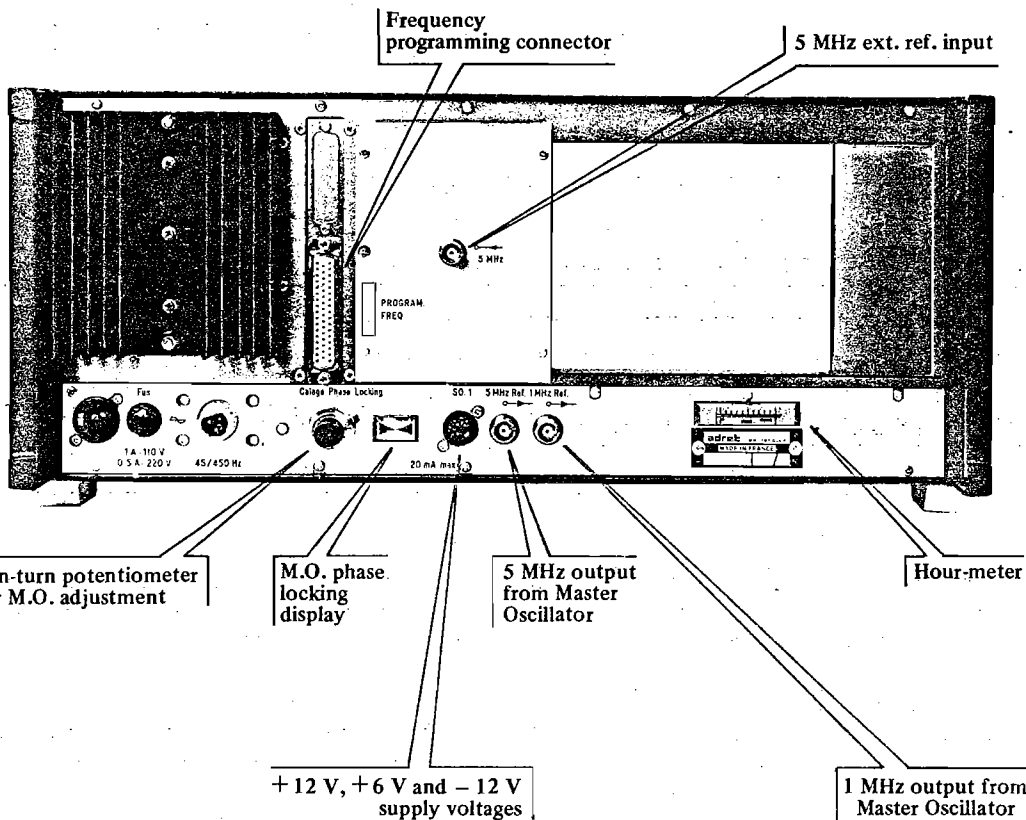 Frequency
programming connector
5 MHz ext. ref. input
5 MHz
PROGRAM.
FREQ
Fus
Calage Phase Locking
SO. 1
5 MHz Ref.
1 MHz Ref.
1 A - 110 V
0.5 A - 220 V
45/450 Hz
20 mA max
adret
MADE IN FRANCE
n-turn potentiometer
M.O. adjustment
M.O. phase
locking
display
5 MHz output
from Master
Oscillator
Hour-meter
+ 12 V, + 6 V and – 12 V
supply voltages
1 MHz output from
Master Oscillator